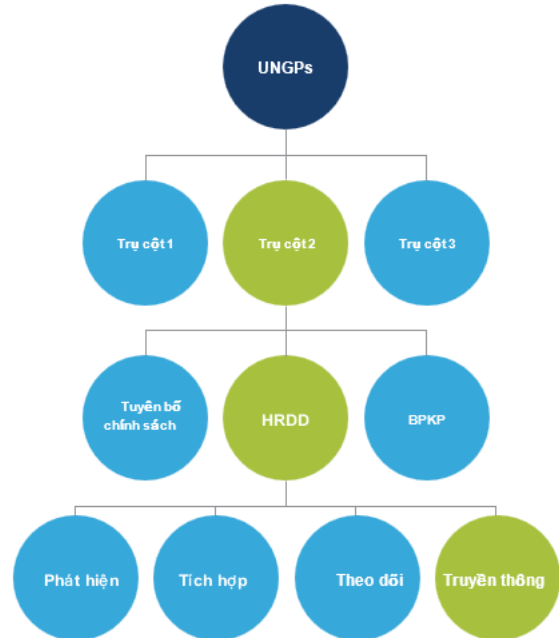 UNGPs
Trụ cột 1
Trụ cột 2
Trụ cột 3
Tuyên bố
chính sách
HRDD
BPKP
Phát hiện
Tích hợp
Theo dõi
Truyền thông